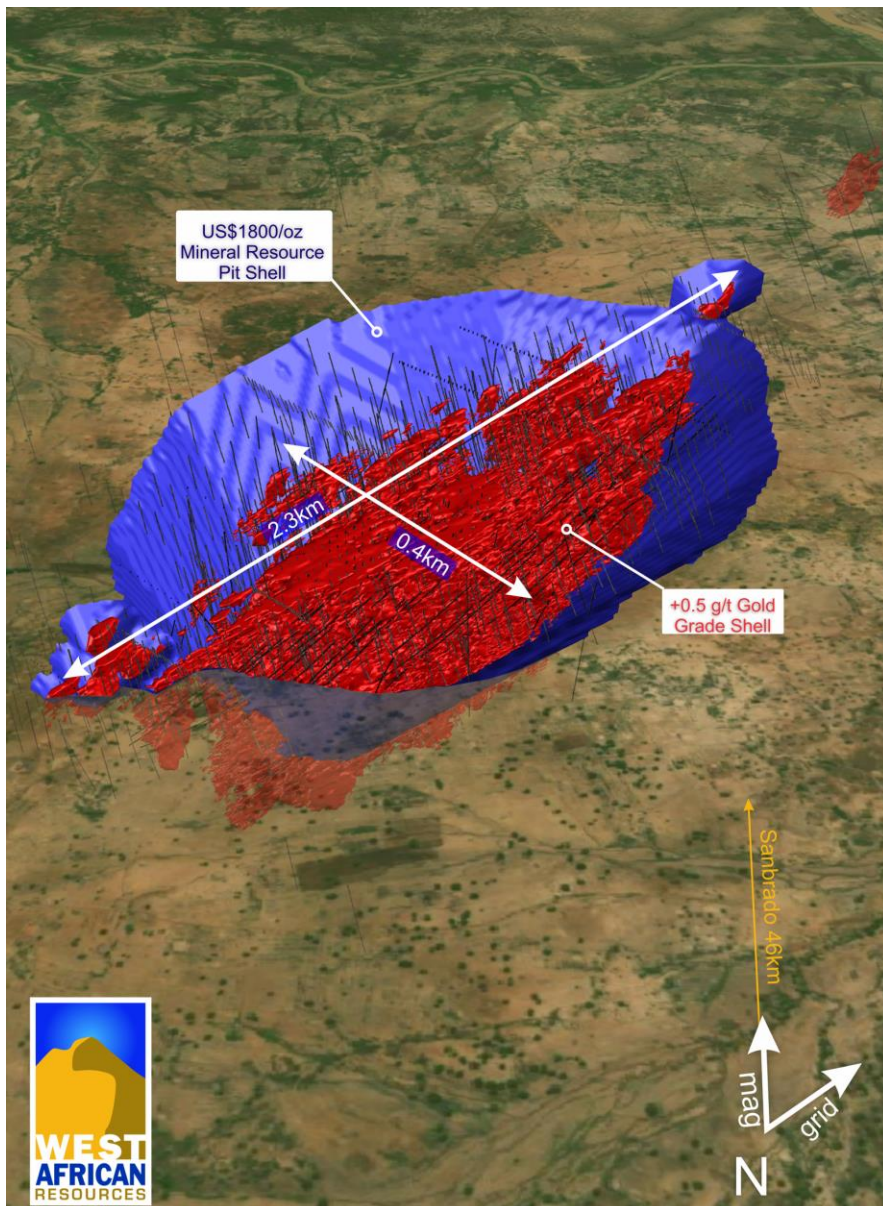 US$1800/oz
Mineral Resource
Pit Shell
2.3km
0.4km
+0.5 g/t Gold
Grade Shell
Sanbrado 46km
mag
grid
N
WEST
AFRICAN
RESOURCES